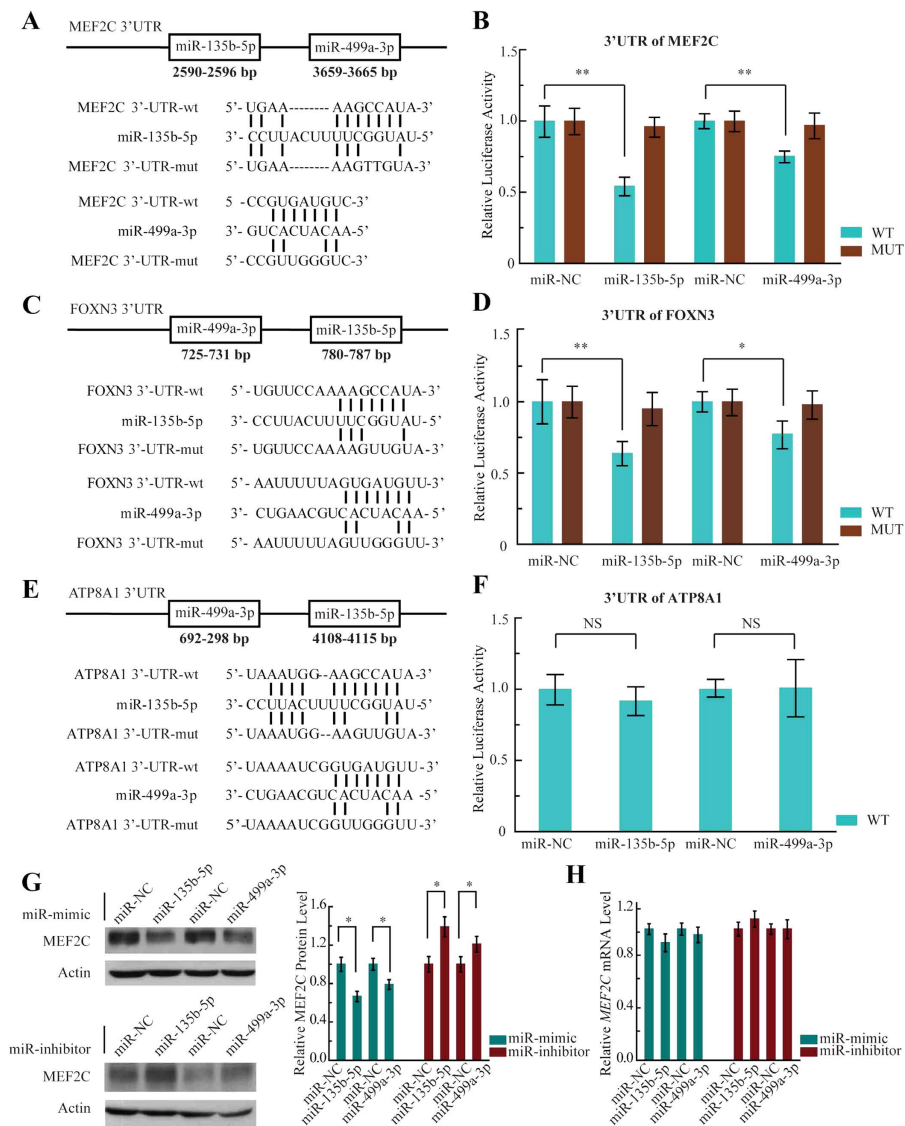 A
MEF2C 3'UTR
miR-135b-5p
miR-499a-3p
2590-2596 bp
3659-3665 bp
MEF2C 3'-UTR-wt 5'- UGAA--------AAGCCAUA-3'
miR-135b-5p 3'- CCUUACUUUUCGGUAU-5'
MEF2C 3'-UTR-mut 5'- UGAA--------AAGTTGUA-3'
MEF2C 3'-UTR-wt 5 -CCGUGAUGUC-3'
miR-499a-3p 3'- GUCACUACAA-5'
MEF2C 3'-UTR-mut 5 -CCGUUGGGUC-3'
B
3'UTR of MEF2C
Relative Luciferase Activity
1.5
1.0
0.5
0
**
**
miR-NC
miR-135b-5p
miR-NC
miR-499a-3p
WT
MUT
C
FOXN3 3'UTR
miR-499a-3p
miR-135b-5p
725-731 bp
780-787 bp
FOXN3 3'-UTR-wt 5'- UGUUCCAAAAGCCAUA-3'
miR-135b-5p 3'- CCUUACUUUUCGGUAU-5'
FOXN3 3'-UTR-mut 5'- UGUUCCAAAAGUUGUA-3'
FOXN3 3'-UTR-wt 5'- AAUUUUUAGUGAUGUU-3'
miR-499a-3p 3'- CUGAACGUCACUACAA-5'
FOXN3 3'-UTR-mut 5'- AAUUUUUAGUUGGGUU-3'
D
3'UTR of FOXN3
Relative Luciferase Activity
1.5
1.0
0.5
0
**
*
miR-NC
miR-135b-5p
miR-NC
miR-499a-3p
WT
MUT
E
ATP8A1 3'UTR
miR-499a-3p
miR-135b-5p
692-298 bp
4108-4115 bp
ATP8A1 3'-UTR-wt 5'- UAAAUGG--AAGCCAUA-3'
miR-135b-5p 3'- CCUUACUUUUCGGUAU-5'
ATP8A1 3'-UTR-mut 5'- UAAAUGG--AAGUUGUA-3'
ATP8A1 3'-UTR-wt 5'- UAAAAUCGGUGAUGUU-3'
miR-499a-3p 3'- CUGAACGUCACUACAA -5'
ATP8A1 3'-UTR-mut 5'- UAAAAUCGGUUGGGUU-3'
F
3'UTR of ATP8A1
Relative Luciferase Activity
1.5
1.0
0.5
0
NS
NS
miR-NC
miR-135b-5p
miR-NC
miR-499a-3p
WT
G
miR-mimic
miR-NC
miR-135b-5p
miR-NC
miR-499a-3p
MEF2C
Actin
miR-inhibitor
miR-NC
miR-135b-5p
miR-NC
miR-499a-3p
MEF2C
Actin
Relative MEF2C Protein Level
1.6
1.2
0.8
0.4
0.0
*
*
*
*
miR-NC
miR-135b-5p
miR-NC
miR-499a-3p
miR-NC
miR-135b-5p
miR-NC
miR-499a-3p
miR-mimic
miR-inhibitor
H
Relative MEF2C mRNA Level
1.2
0.8
0.4
0
miR-NC
miR-135b-5p
miR-NC
miR-499a-3p
miR-NC
miR-135b-5p
miR-NC
miR-499a-3p
miR-mimic
miR-inhibitor